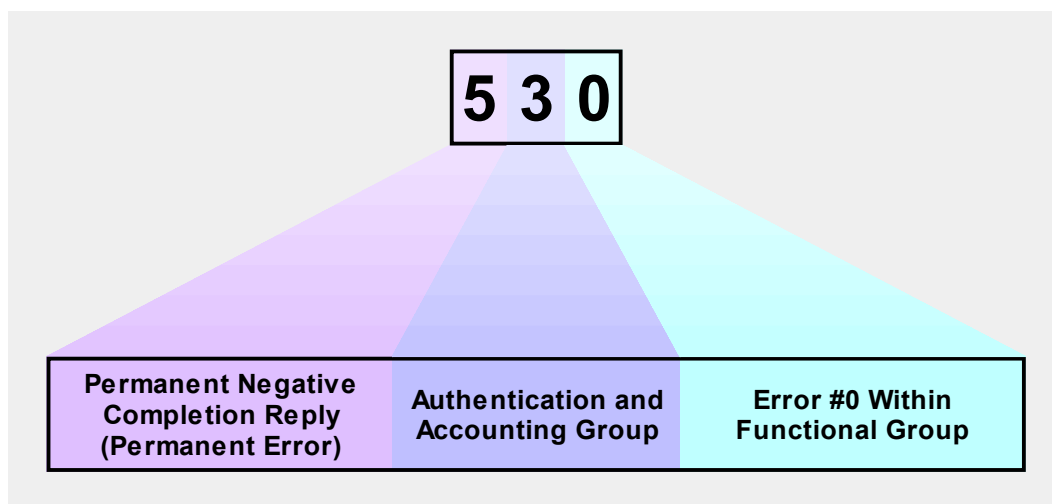 5 3 0
Permanent Negative
Completion Reply
(Permanent Error)
Authentication and
Accounting Group
Error #0 Within
Functional Group